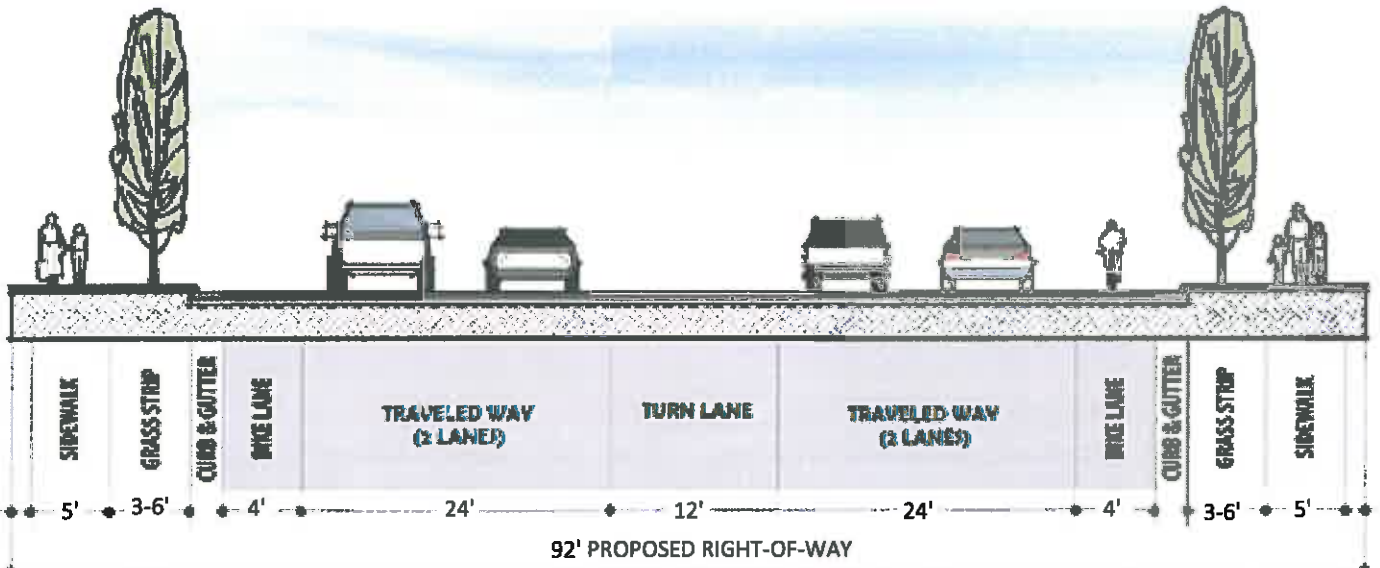 SIDEWALK
GRASS STRIP
CURB & GUTTER
BIKE LANE
TRAVELED WAY
(2 LANES)
TURN LANE
TRAVELED WAY
(2 LANES)
BIKE LANE
CURB & GUTTER
GRASS STRIP
SIDEWALK
5' 3-6' 4' 24' 12' 24' 4' 3-6' 5'
92' PROPOSED RIGHT-OF-WAY